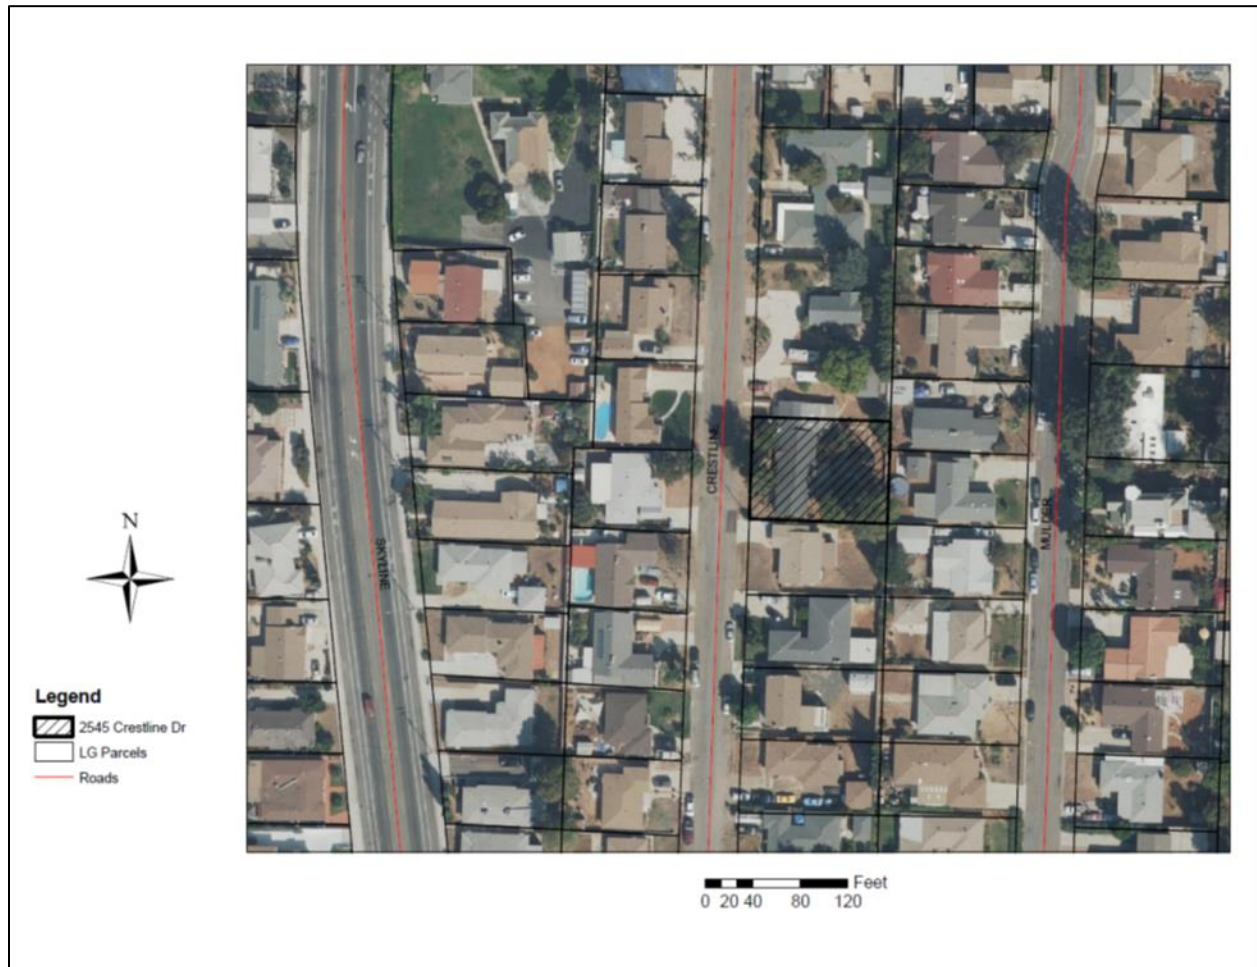 CRESTLINE
SKYLINE
MULDER
N
Legend
2545 Crestline Dr
LG Parcels
Roads
Feet
0 20 40 80 120